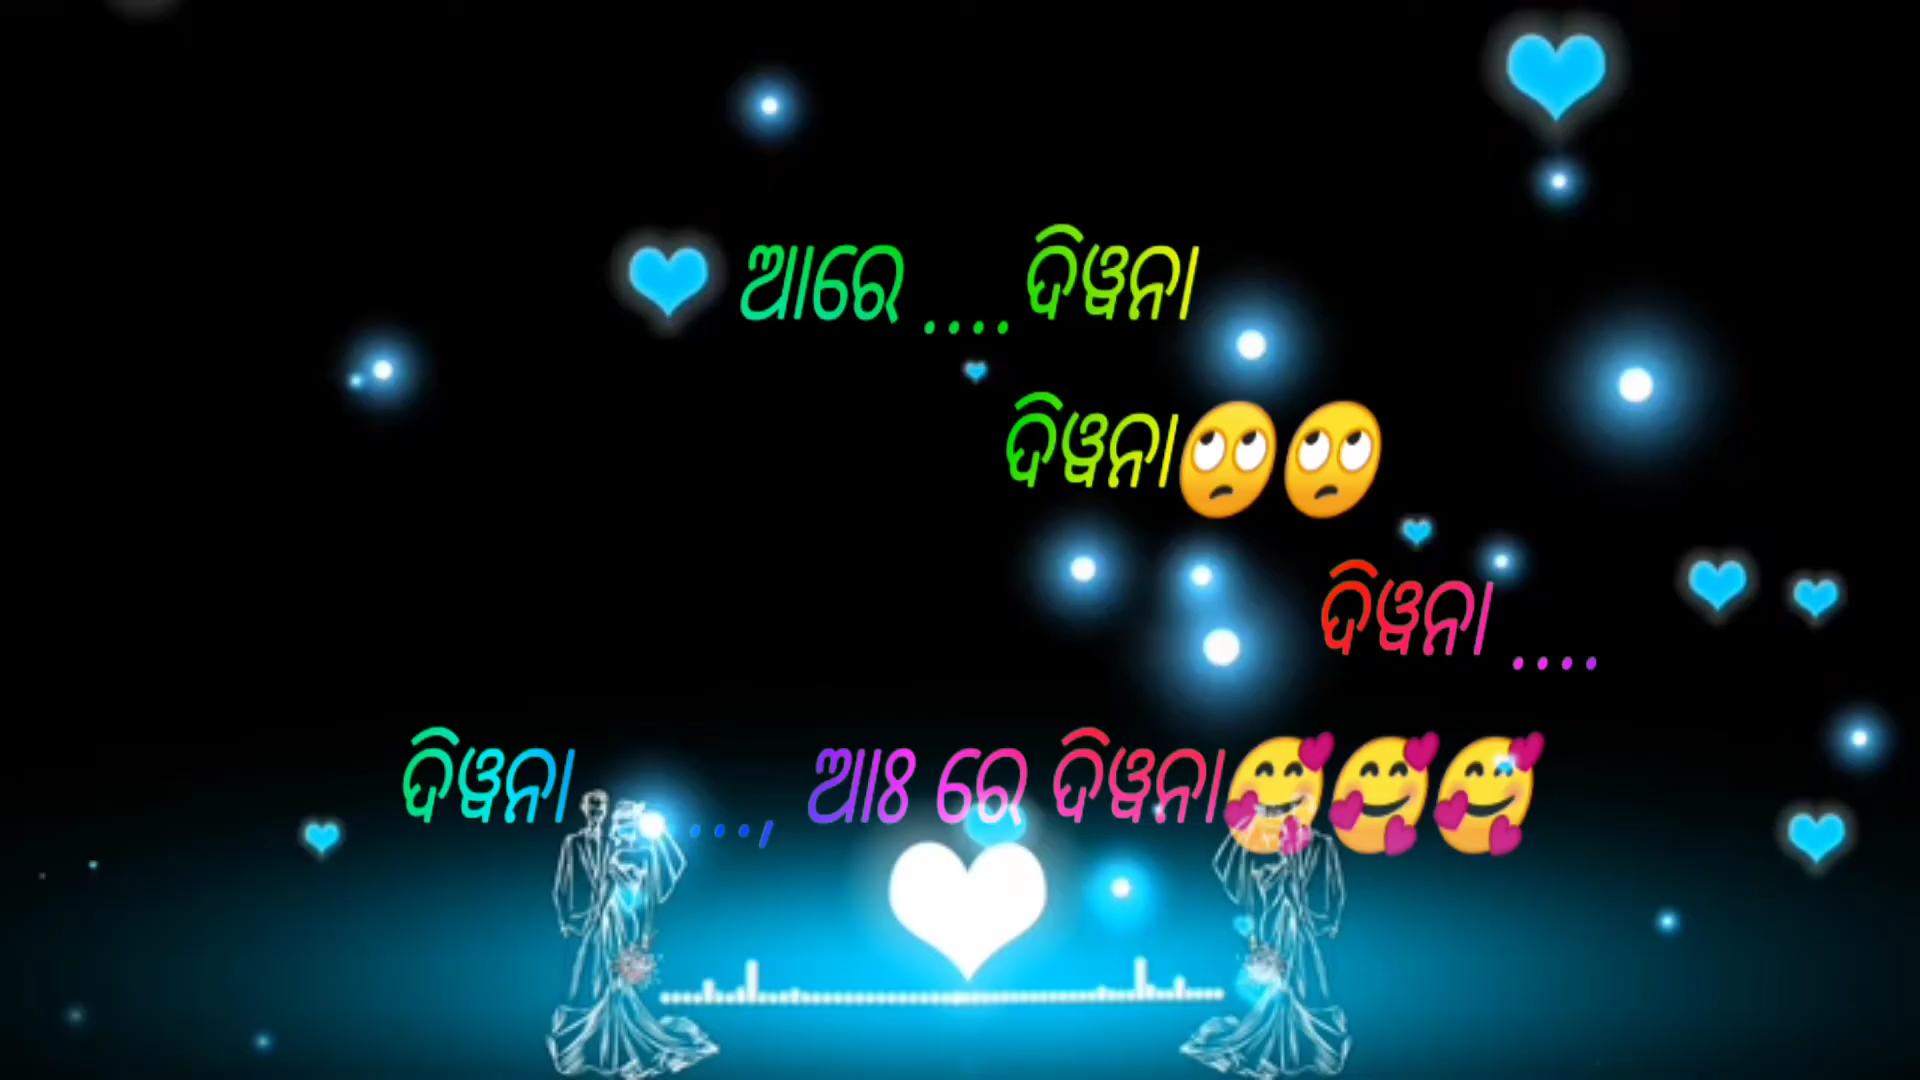 ଆରେ ....ଦିୱନା
ଦିୱନା🙄🙄
ଦିୱନା ....
ଦିୱନା ....., ଆଃ ରେ ଦିୱନା🥰🥰🥰